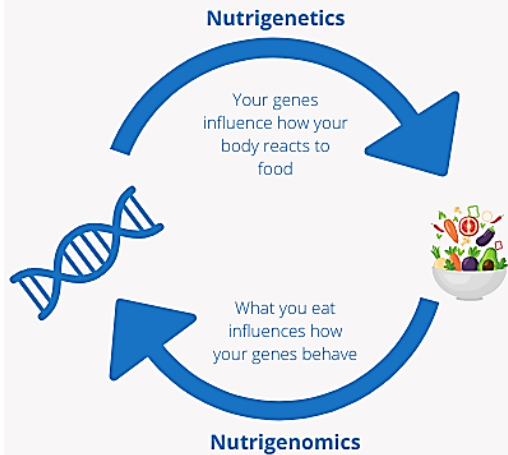 Nutrigenetics
Your genes
influence how your
body reacts to
food
What you eat
influences how
your genes behave
Nutrigenomics